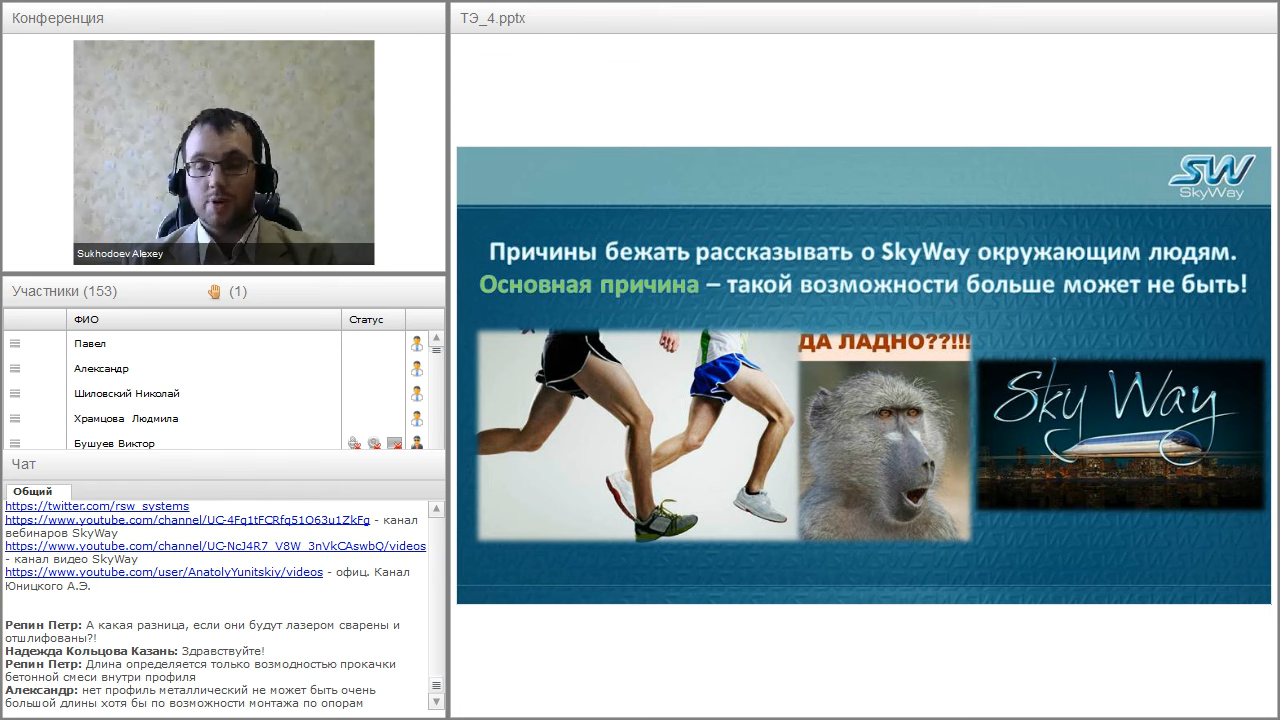 Конференция
Sukhodoev Alexey
Участники (153)
(1)
ФИО
Статус
Павел
Александр
Шиловский Николай
Храмцова Людмила
Бушуев Виктор
Чат
Общий
https://twitter.com/rsw_systems
https://www.youtube.com/channel/UC-4Fq1tFCRfq51O63u1ZkFg - канал
вебинаров SkyWay
https://www.youtube.com/channel/UC-NcJ4R7_V8W_3nVkCAswbQ/videos
- канал видео SkyWay
https://www.youtube.com/user/AnatolyYunitskiy/videos - офиц. Канал
Юницкого А.Э.
Репин Петр: А какая разница, если они будут лазером сварены и
отшлифованы?!
Надежда Кольцова Казань: Здравствуйте!
Репин Петр: Длина определяется только возмодностью прокачки
бетонной смеси внутри профиля
Александр: нет профиль металлический не может быть очень
большой длины хотя бы по возможности монтажа по опорам
ТЭ_4.pptx
SW
SkyWay
Причины бежать рассказывать о SkyWay окружающим людям.
Основная причина – такой возможности больше может не быть!
ДА ЛАДНО??!!!
Sky Way